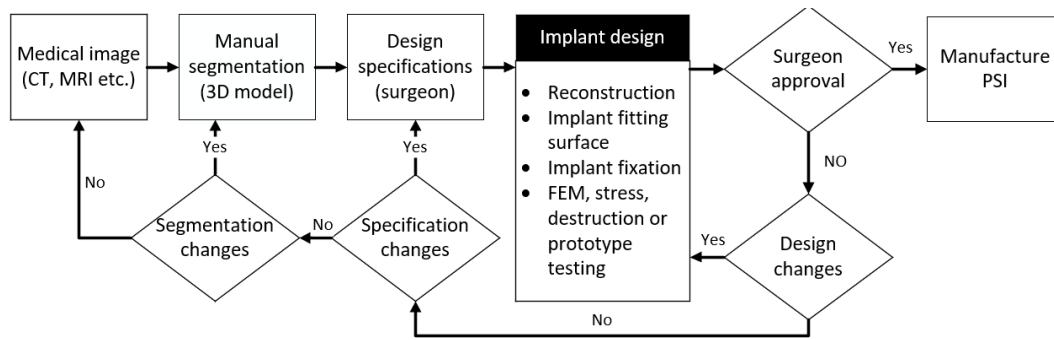 Medical image
(CT, MRI etc.)
Manual
segmentation
(3D model)
Design
specifications
(surgeon)
Implant design
• Reconstruction
• Implant fitting
surface
• Implant fixation
• FEM, stress,
destruction or
prototype
testing
Surgeon
approval
Yes
Manufacture
PSI
NO
Design
changes
Yes
No
Specification
changes
Yes
No
Segmentation
changes
Yes
No